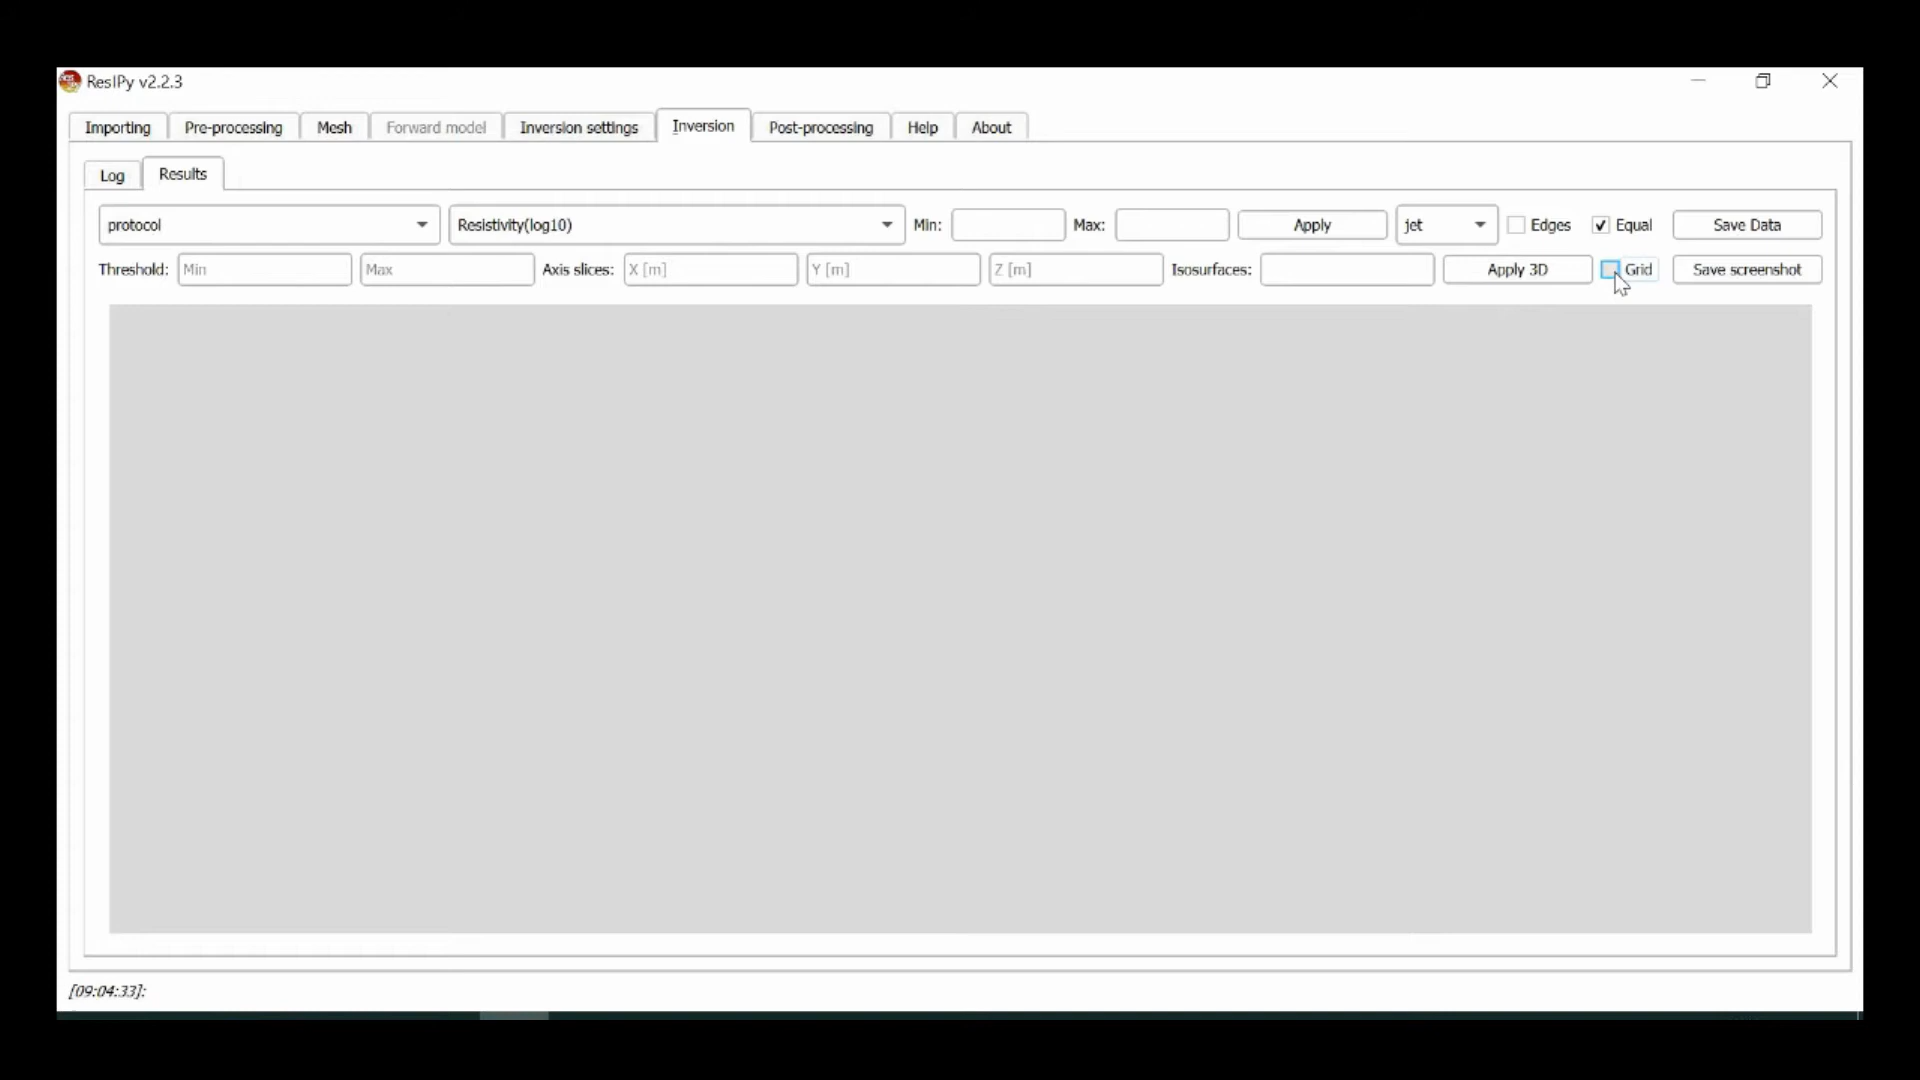 ResIPy v2.2.3
Importing Pre-processing Mesh Forward model Inversion settings Inversion Post-processing Help About
Log Results
protocol Resistivity(log10) Min: Max: Apply jet Edges Equal Save Data
Threshold: Min Max Axis slices: X [m] Y [m] Z [m] Isosurfaces: Apply 3D Grid Save screenshot
[09:04:33]: